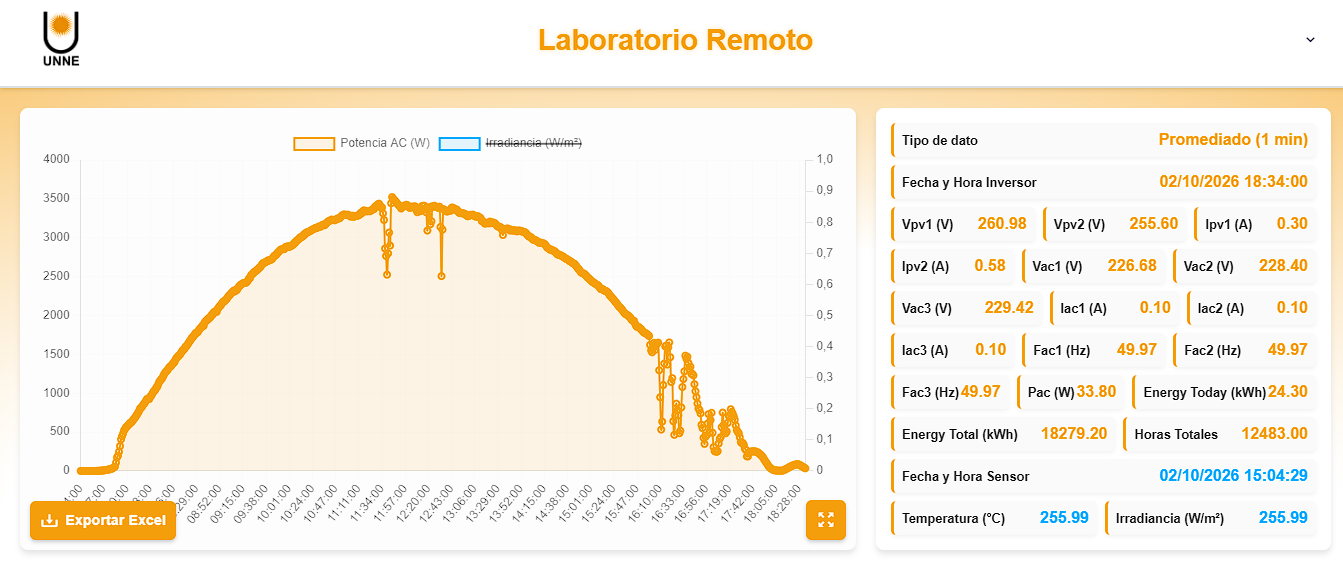 UNNE
Laboratorio Remoto
Potencia AC (W) Irradiancia (W/m²)
4000 1,0
3500 0,9
3000 0,8
0,7
2500 0,6
2000 0,5
1500 0,4
1000 0,3
0,2
500 0,1
0 0
08:52:00 09:15:00 09:38:00 10:01:00 10:24:00 10:47:00 11:11:00 11:34:00 11:57:00 12:20:00 12:43:00 13:06:00 13:29:00 13:52:00 14:15:00 14:38:00 15:01:00 15:24:00 15:47:00 16:10:00 16:33:00 16:56:00 17:19:00 17:42:00 18:05:00 18:28:00
Exportar Excel
Tipo de dato Promediado (1 min)
Fecha y Hora Inversor 02/10/2026 18:34:00
Vpv1 (V) 260.98 Vpv2 (V) 255.60 Ipv1 (A) 0.30
Ipv2 (A) 0.58 Vac1 (V) 226.68 Vac2 (V) 228.40
Vac3 (V) 229.42 Iac1 (A) 0.10 Iac2 (A) 0.10
Iac3 (A) 0.10 Fac1 (Hz) 49.97 Fac2 (Hz) 49.97
Fac3 (Hz) 49.97 Pac (W) 33.80 Energy Today (kWh) 24.30
Energy Total (kWh) 18279.20 Horas Totales 12483.00
Fecha y Hora Sensor 02/10/2026 15:04:29
Temperatura (°C) 255.99 Irradiancia (W/m²) 255.99